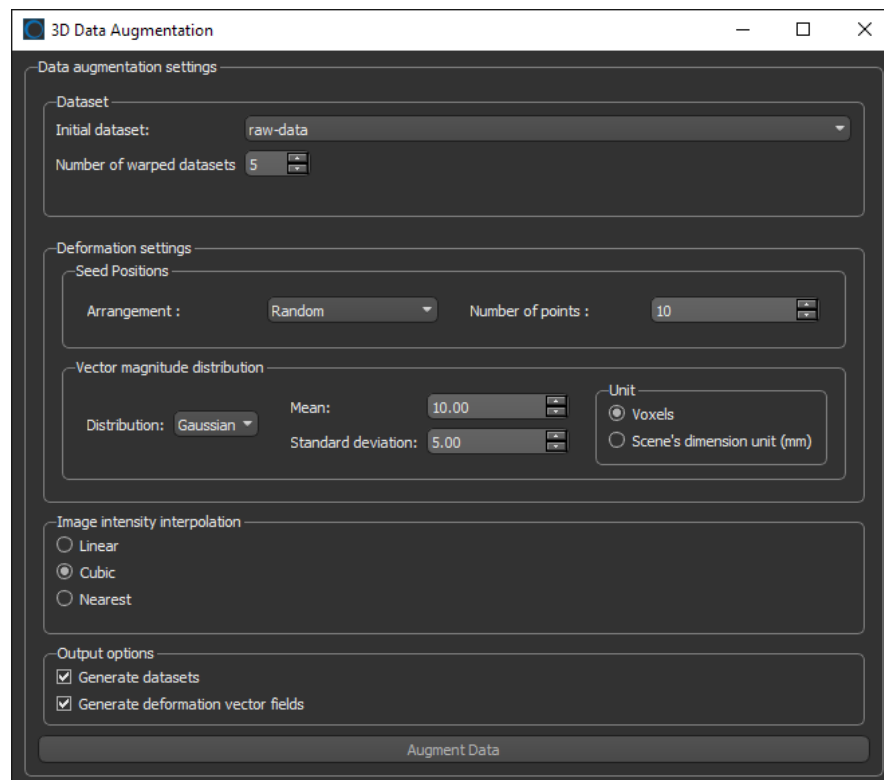 3D Data Augmentation
Data augmentation settings
Dataset
Initial dataset: raw-data
Number of warped datasets 5
Deformation settings
Seed Positions
Arrangement : Random Number of points : 10
Vector magnitude distribution
Distribution: Gaussian
Mean: 10.00
Standard deviation: 5.00
Unit
Voxels
Scene's dimension unit (mm)
Image intensity interpolation
Linear
Cubic
Nearest
Output options
Generate datasets
Generate deformation vector fields
Augment Data